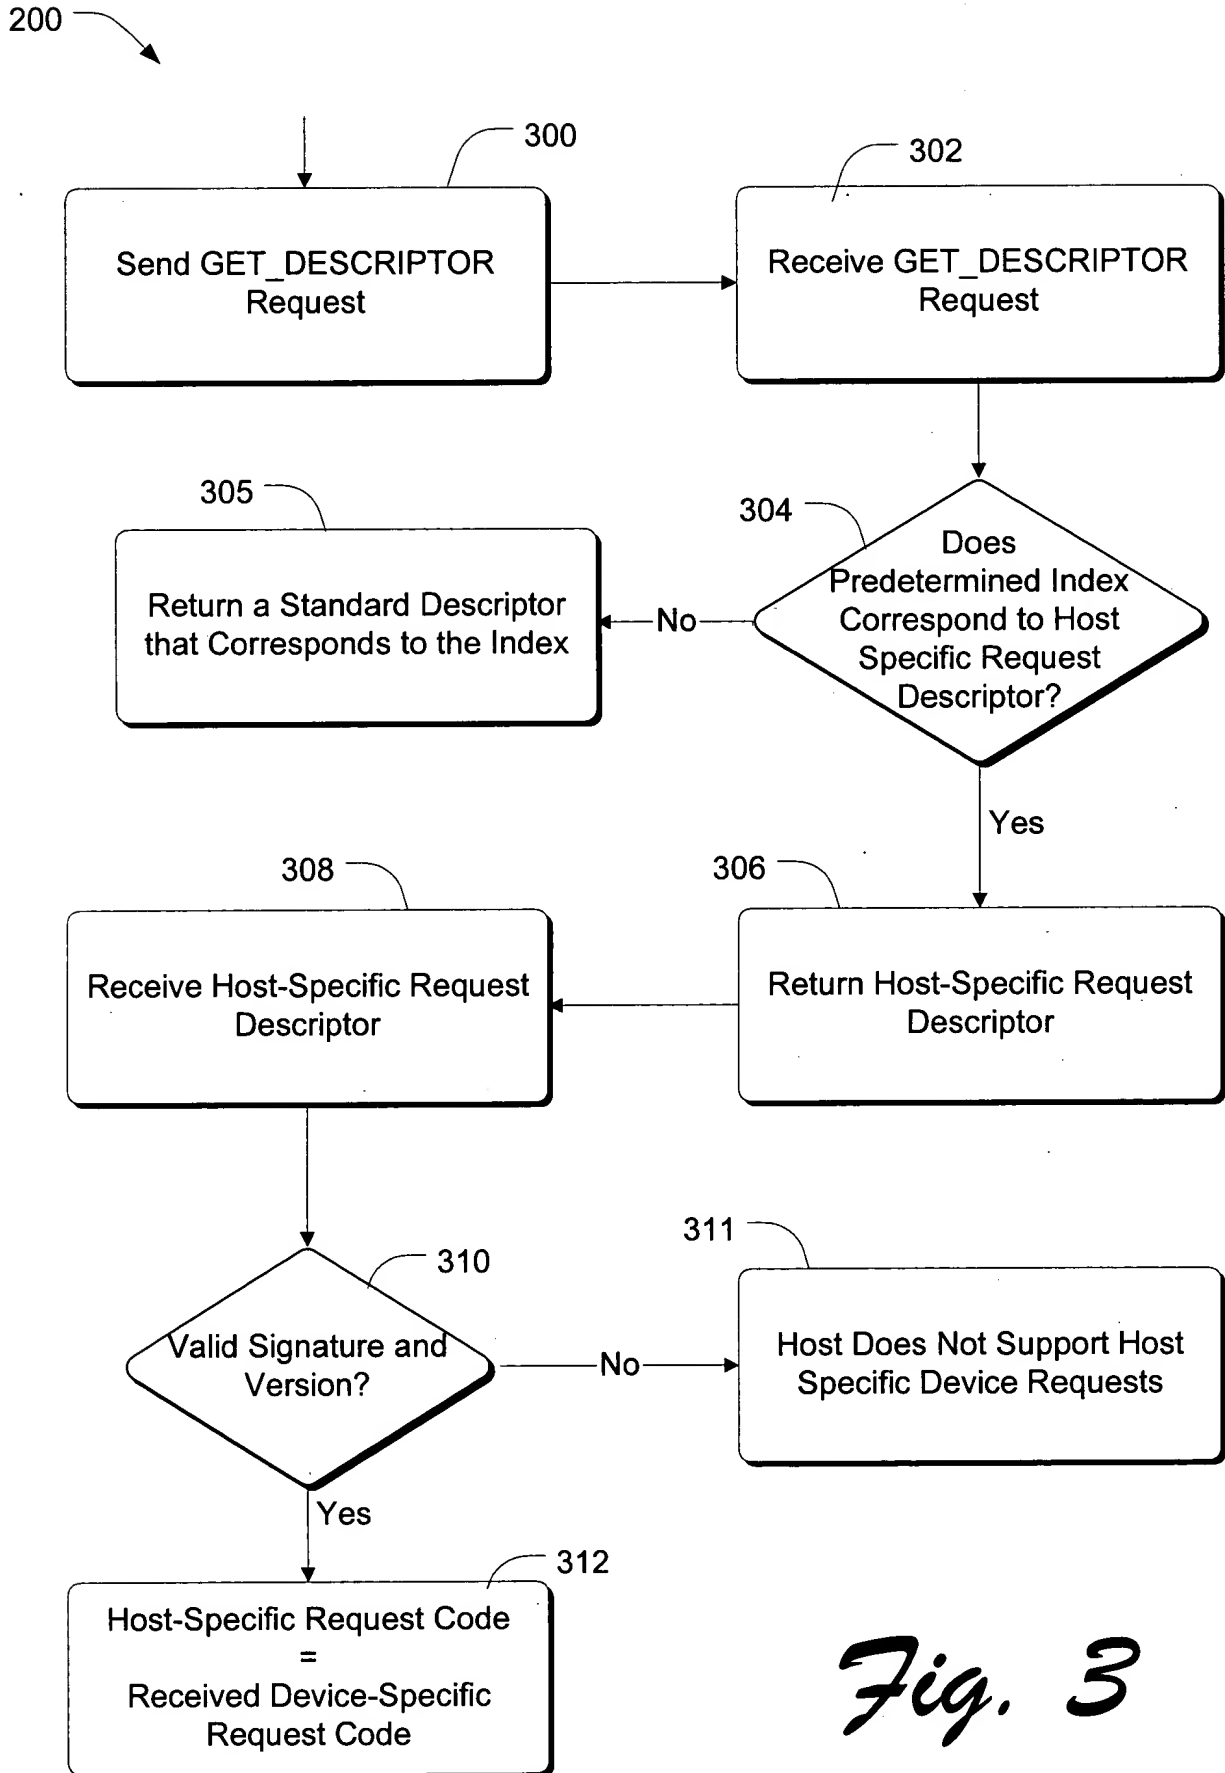 200
300
302
Send GET_DESCRIPTOR
Request
Receive GET_DESCRIPTOR
Request
305
304
Return a Standard Descriptor
that Corresponds to the Index
No
Does
Predetermined Index
Correspond to Host
Specific Request
Descriptor?
Yes
308
306
Receive Host-Specific Request
Descriptor
Return Host-Specific Request
Descriptor
310
311
Valid Signature and
Version?
No
Host Does Not Support Host
Specific Device Requests
Yes
312
Host-Specific Request Code
=
Received Device-Specific
Request Code
Fig. 3